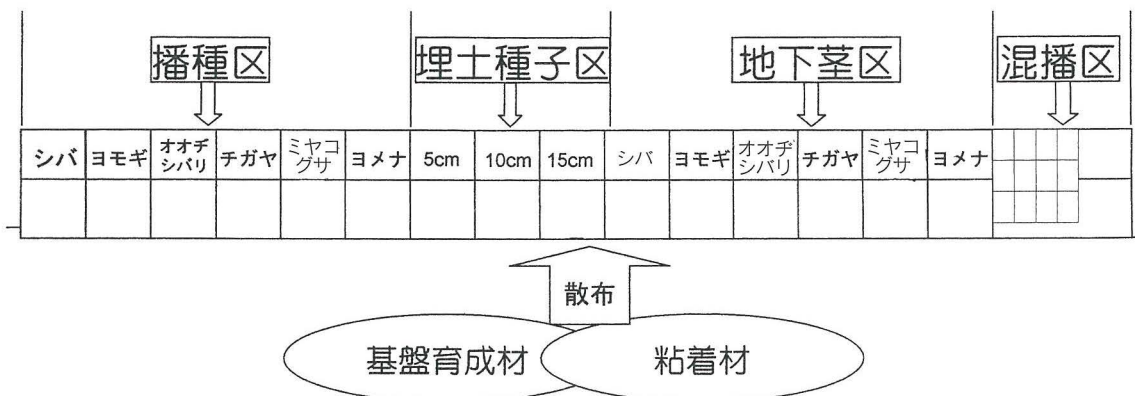 播種区 埋土種子区 地下茎区 混播区
シバ ヨモギ オオヂシバリ チガヤ ミヤコグサ ヨメナ 5cm 10cm 15cm シバ ヨモギ オオヂシバリ チガヤ ミヤコグサ ヨメナ
散布
基盤育成材 粘着材